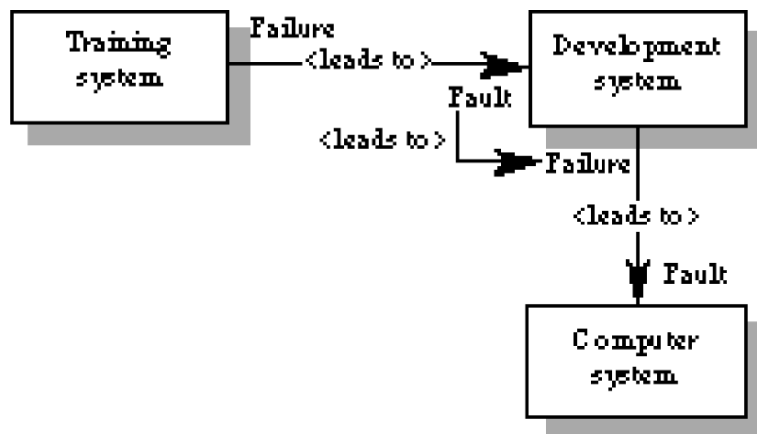 Training
system
Failure
<leads to>
Development
system
Fault
<leads to>
Failure
<leads to>
Fault
Computer
system